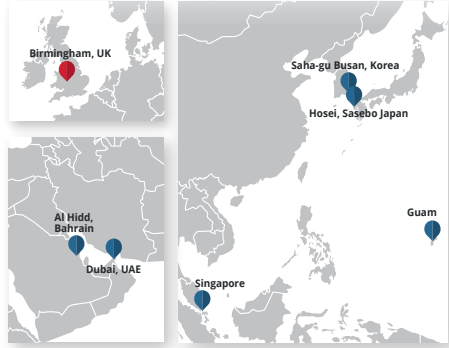 Birmingham, UK
Saha-gu Busan, Korea
Hosei, Sasebo Japan
Al Hidd,
Bahrain
Dubai, UAE
Guam
Singapore